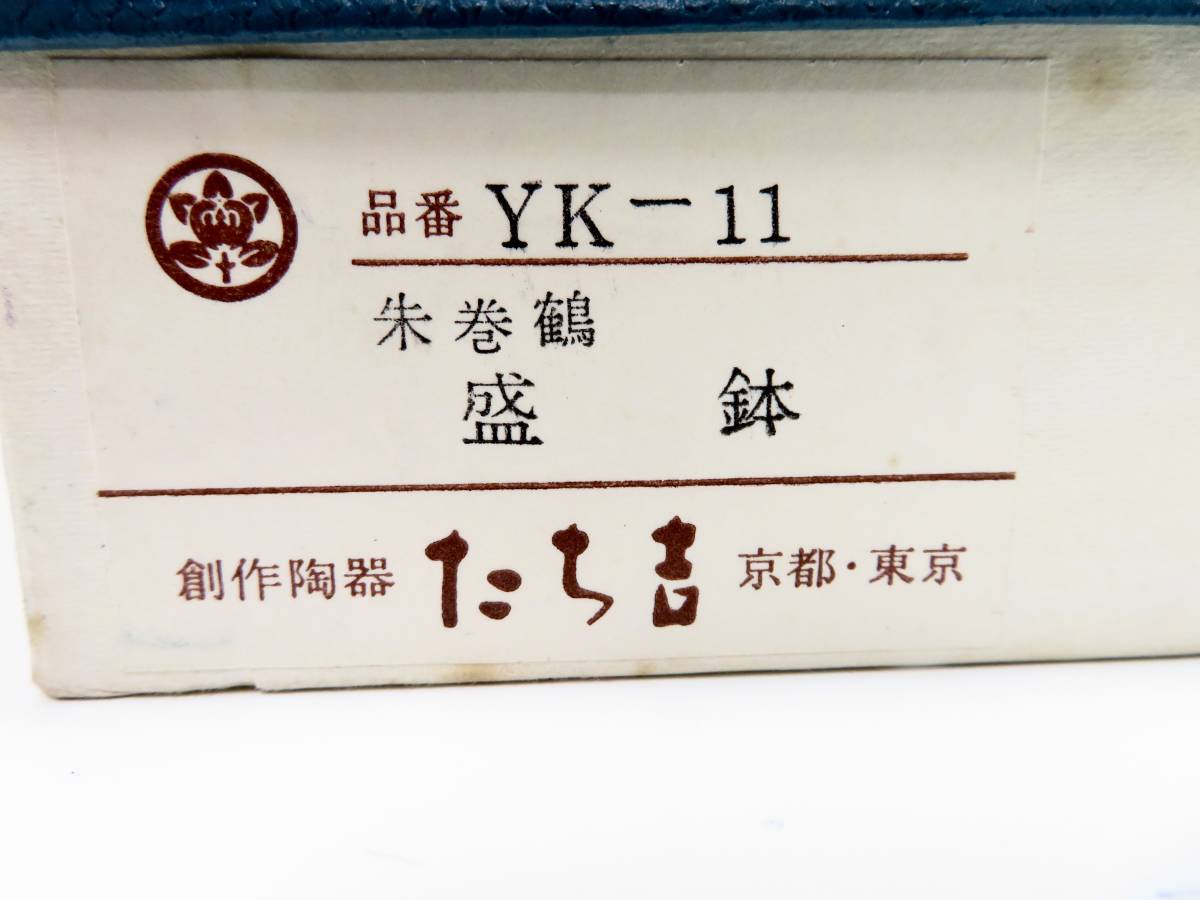 品番 YK-11
朱巻鶴
盛 鉢
創作陶器 たち吉 京都・東京